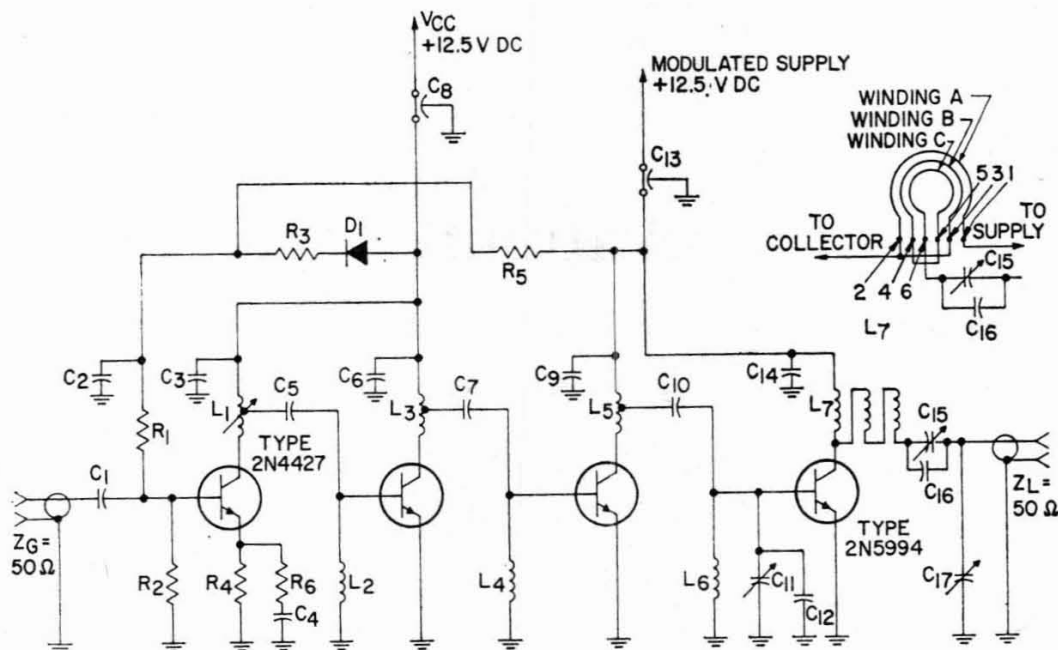 VCC
+12.5 V DC
C8
MODULATED SUPPLY
+12.5 V DC
C13
WINDING A
WINDING B
WINDING C
5 3 1
TO
COLLECTOR
TO
SUPPLY
2 4 6
C15
C16
L7
R3
D1
R5
C2
C3
C5
C6
C7
C9
C10
C14
L1
L3
L5
L7
R1
TYPE
2N4427
C15
C16
C1
ZG=
50 Ω
ZL=
50 Ω
TYPE
2N5994
R2
R4
R6
C4
L2
L4
L6
C11
C12
C17